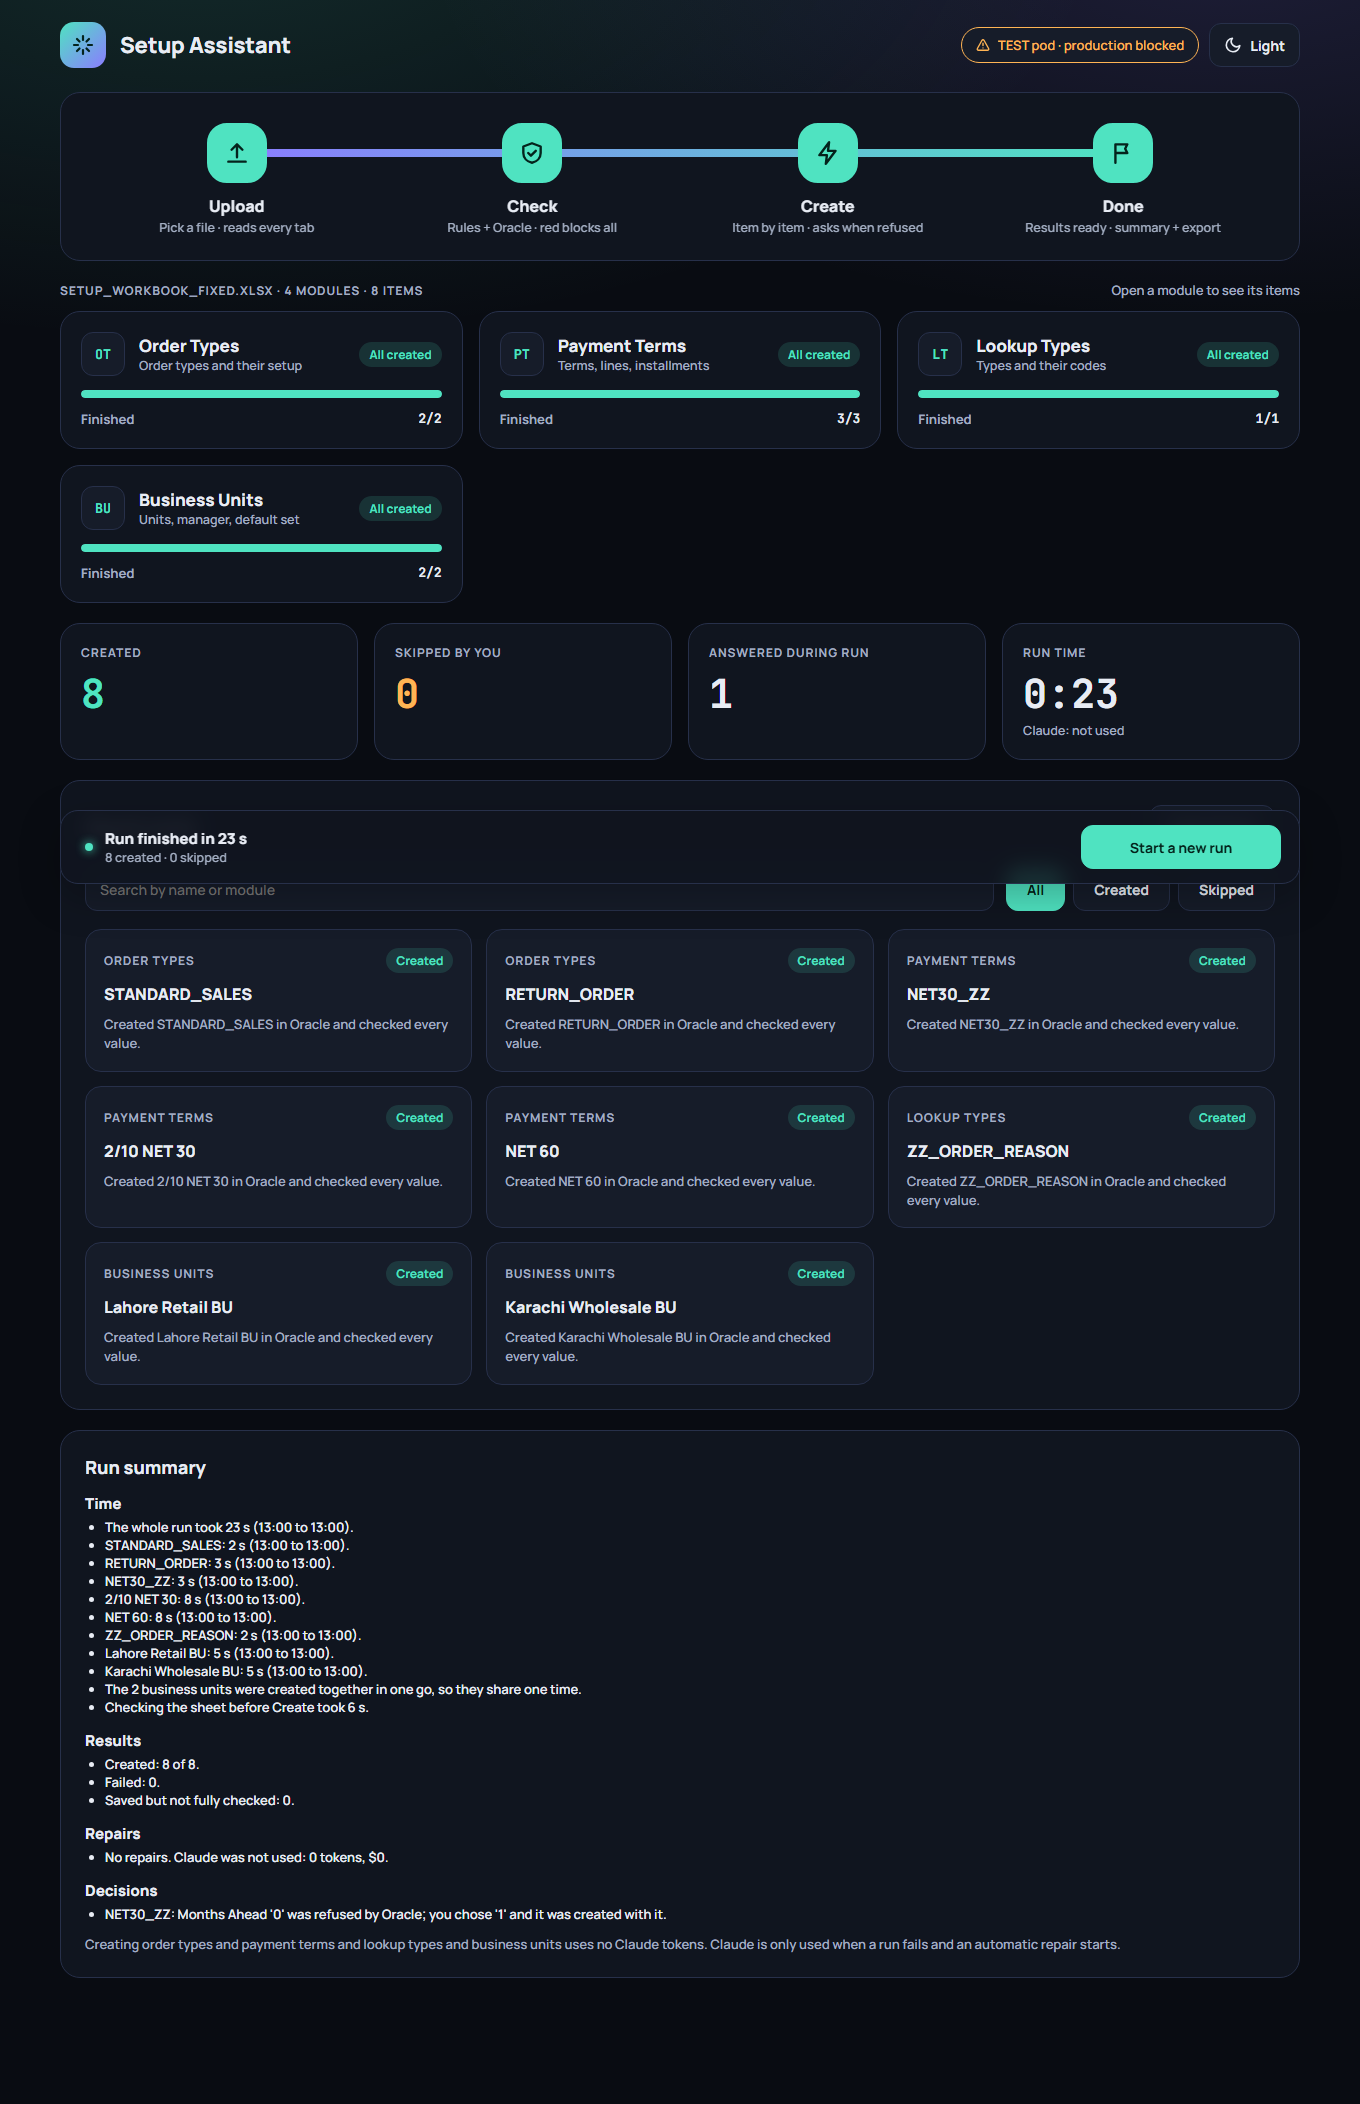 Setup Assistant
TEST pod · production blocked
Light
Upload
Pick a file · reads every tab
Check
Rules + Oracle · red blocks all
Create
Item by item · asks when refused
Done
Results ready · summary + export
SETUP_WORKBOOK_FIXED.XLSX · 4 MODULES · 8 ITEMS
Open a module to see its items
OT
Order Types
Order types and their setup
All created
Finished
2/2
PT
Payment Terms
Terms, lines, installments
All created
Finished
3/3
LT
Lookup Types
Types and their codes
All created
Finished
1/1
BU
Business Units
Units, manager, default set
All created
Finished
2/2
CREATED
8
SKIPPED BY YOU
0
ANSWERED DURING RUN
1
RUN TIME
0:23
Claude: not used
Run finished in 23 s
8 created · 0 skipped
Start a new run
Search by name or module
All
Created
Skipped
ORDER TYPES
Created
STANDARD_SALES
Created STANDARD_SALES in Oracle and checked every
value.
ORDER TYPES
Created
RETURN_ORDER
Created RETURN_ORDER in Oracle and checked every
value.
PAYMENT TERMS
Created
NET30_ZZ
Created NET30_ZZ in Oracle and checked every value.
PAYMENT TERMS
Created
2/10 NET 30
Created 2/10 NET 30 in Oracle and checked every value.
PAYMENT TERMS
Created
NET 60
Created NET 60 in Oracle and checked every value.
LOOKUP TYPES
Created
ZZ_ORDER_REASON
Created ZZ_ORDER_REASON in Oracle and checked
every value.
BUSINESS UNITS
Created
Lahore Retail BU
Created Lahore Retail BU in Oracle and checked every
value.
BUSINESS UNITS
Created
Karachi Wholesale BU
Created Karachi Wholesale BU in Oracle and checked
every value.
Run summary
Time
• The whole run took 23 s (13:00 to 13:00).
• STANDARD_SALES: 2 s (13:00 to 13:00).
• RETURN_ORDER: 3 s (13:00 to 13:00).
• NET30_ZZ: 3 s (13:00 to 13:00).
• 2/10 NET 30: 8 s (13:00 to 13:00).
• NET 60: 8 s (13:00 to 13:00).
• ZZ_ORDER_REASON: 2 s (13:00 to 13:00).
• Lahore Retail BU: 5 s (13:00 to 13:00).
• Karachi Wholesale BU: 5 s (13:00 to 13:00).
• The 2 business units were created together in one go, so they share one time.
• Checking the sheet before Create took 6 s.
Results
• Created: 8 of 8.
• Failed: 0.
• Saved but not fully checked: 0.
Repairs
• No repairs. Claude was not used: 0 tokens, $0.
Decisions
• NET30_ZZ: Months Ahead '0' was refused by Oracle; you chose '1' and it was created with it.
Creating order types and payment terms and lookup types and business units uses no Claude tokens. Claude is only used when a run fails and an automatic repair starts.